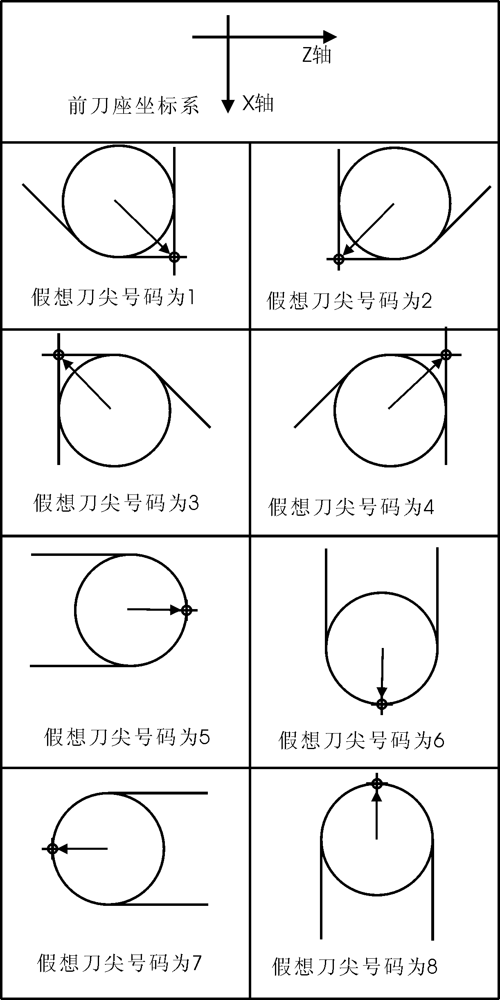 Z轴
前刀座坐标系
X轴
假想刀尖号码为1
假想刀尖号码为2
假想刀尖号码为3
假想刀尖号码为4
假想刀尖号码为5
假想刀尖号码为6
假想刀尖号码为7
假想刀尖号码为8